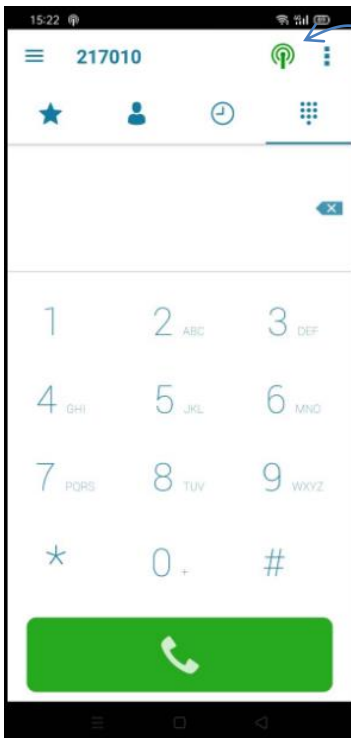 15:22
217010
1
2 ABC
3 DEF
4 GHI
5 JKL
6 MNO
7 PQRS
8 TUV
9 WXYZ
*
0 +
#